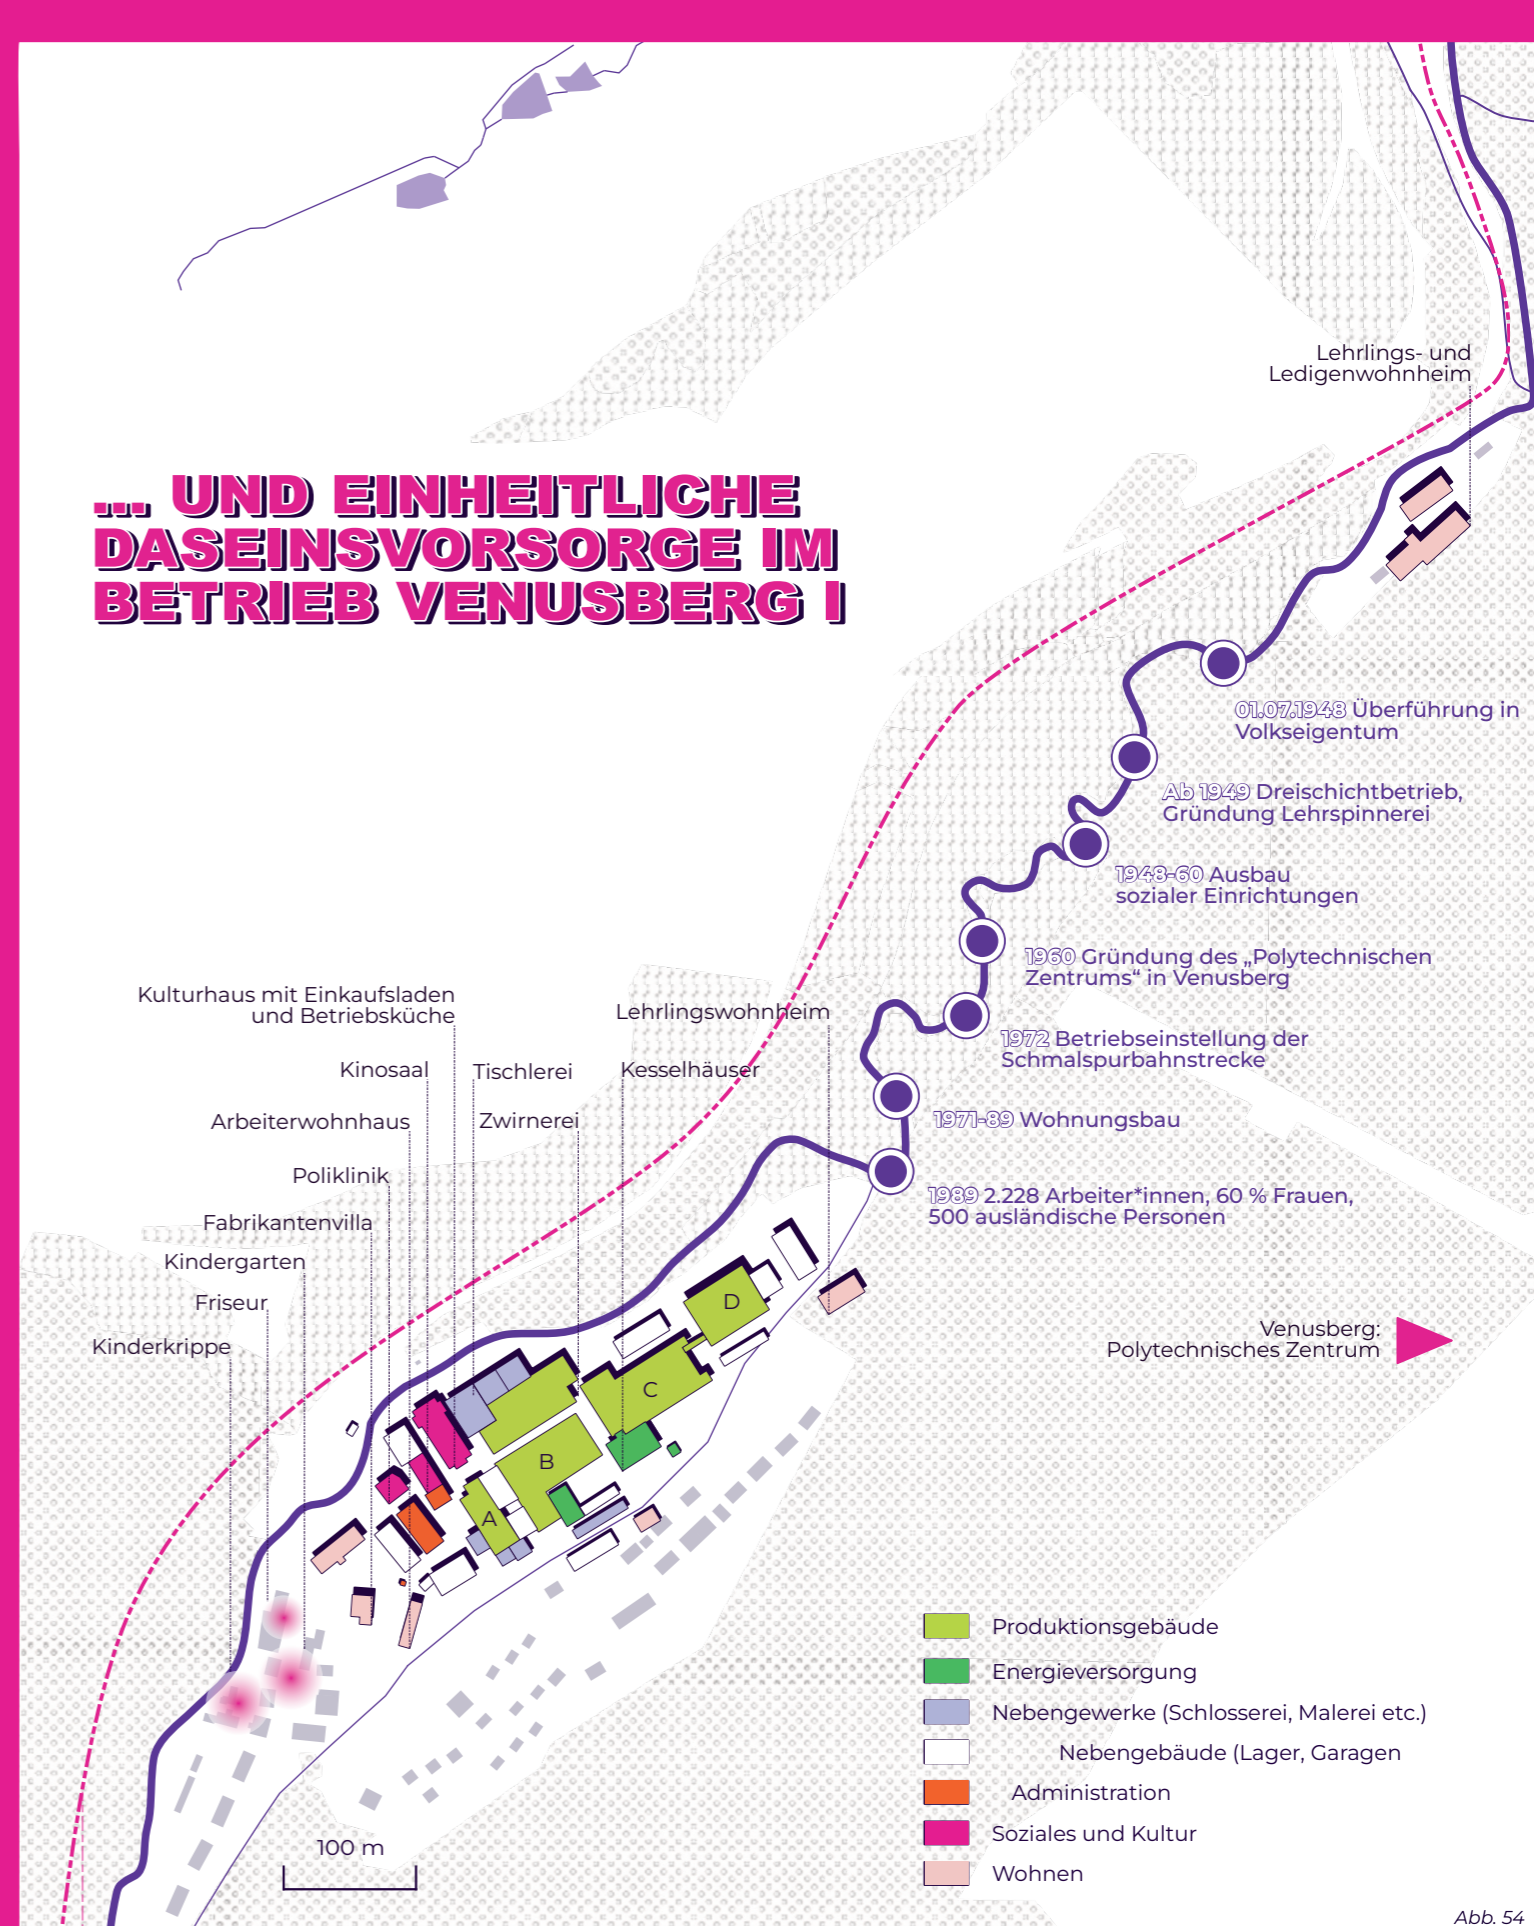 ... UND EINHEITLICHE
DASEINSVORSORGE IM
BETRIEB VENUSBERG I
Lehrlings- und
Ledigenwohnheim
01.07.1948 Überführung in
Volkseigentum
Ab 1949 Dreischichtbetrieb,
Gründung Lehrspinnerei
1948-60 Ausbau
sozialer Einrichtungen
1960 Gründung des „Polytechnischen
Zentrums“ in Venusberg
1972 Betriebseinstellung der
Schmalspurbahnstrecke
1971-89 Wohnungsbau
1989 2.228 Arbeiter*innen, 60 % Frauen,
500 ausländische Personen
Kulturhaus mit Einkaufsladen
und Betriebsküche
Lehrlingswohnheim
Kinosaal
Tischlerei
Kesselhäuser
Arbeiterwohnhaus
Zwirnerei
Poliklinik
Fabrikantenvilla
Kindergarten
Friseur
Kinderkrippe
D
C
B
A
Venusberg:
Polytechnisches Zentrum
Produktionsgebäude
Energieversorgung
Nebengewerke (Schlosserei, Malerei etc.)
Nebengebäude (Lager, Garagen
Administration
Soziales und Kultur
Wohnen
100 m
Abb. 54